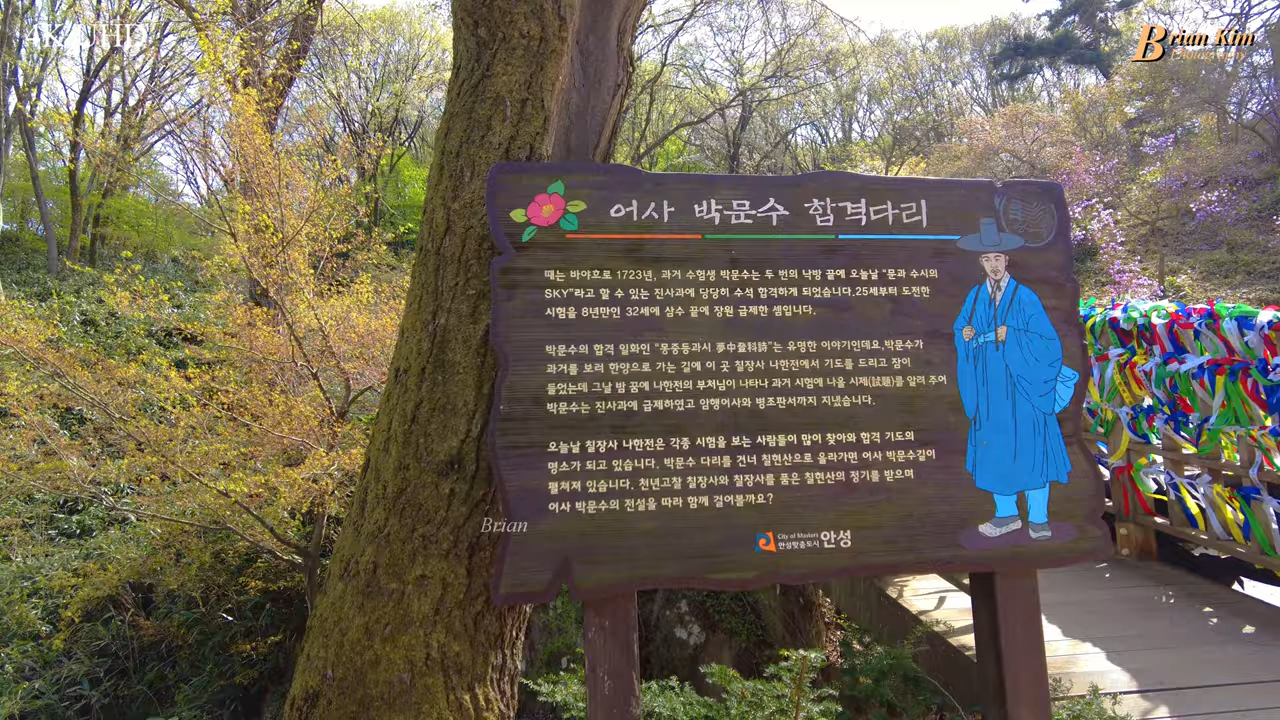 4K UHD
Brian Kim
Photography
어사 박문수 합격다리
때는 바야흐로 1723년, 과거 수험생 박문수는 두 번의 낙방 끝에 오늘날 "문과 수시의
SKY"라고 할 수 있는 진사과에 당당히 수석 합격하게 되었습니다.25세부터 도전한
시험을 8년만인 32세에 삼수 끝에 장원 급제한 셈입니다.
박문수의 합격 일화인 "몽중등과시 夢中登科詩"는 유명한 이야기인데요,박문수가
과거를 보러 한양으로 가는 길에 이 곳 칠장사 나한전에서 기도를 드리고 잠이
들었는데 그날 밤 꿈에 나한전의 부처님이 나타나 과거 시험에 나올 시제(試題)를 알려 주어
박문수는 진사과에 급제하였고 암행어사와 병조판서까지 지냈습니다.
오늘날 칠장사 나한전은 각종 시험을 보는 사람들이 많이 찾아와 합격 기도의
명소가 되고 있습니다. 박문수 다리를 건너 칠현산으로 올라가면 어사 박문수길이
펼쳐져 있습니다. 천년고찰 칠장사와 칠장사를 품은 칠현산의 정기를 받으며
어사 박문수의 전설을 따라 함께 걸어볼까요?
Brian
City of Masters
안성맞춤도시 안성